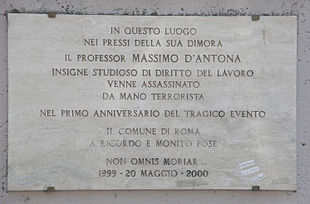 IN QUESTO LUOGO
NEI PRESSI DELLA SUA DIMORA
IL PROFESSOR MASSIMO D'ANTONA
INSIGNE STUDIOSO DI DIRITTO DEL LAVORO
VENNE ASSASSINATO
DA MANO TERRORISTA
NEL PRIMO ANNIVERSARIO DEL TRAGICO EVENTO
IL COMUNE DI ROMA
A RICORDO E MONITO POSE
NON OMNIS MORIAR ..
1999 - 20 MAGGIO - 2000